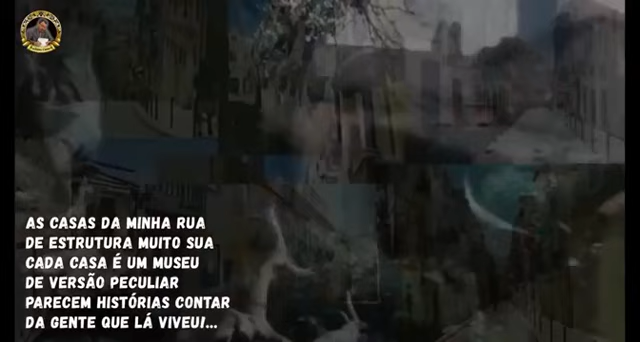 AS CASAS DA MINHA RUA
DE ESTRUTURA MUITO SUA
CADA CASA É UM MUSEU
DE VERSÃO PECULIAR
PARECEM HISTÓRIAS CONTAR
DA GENTE QUE LÁ VIVEU!...